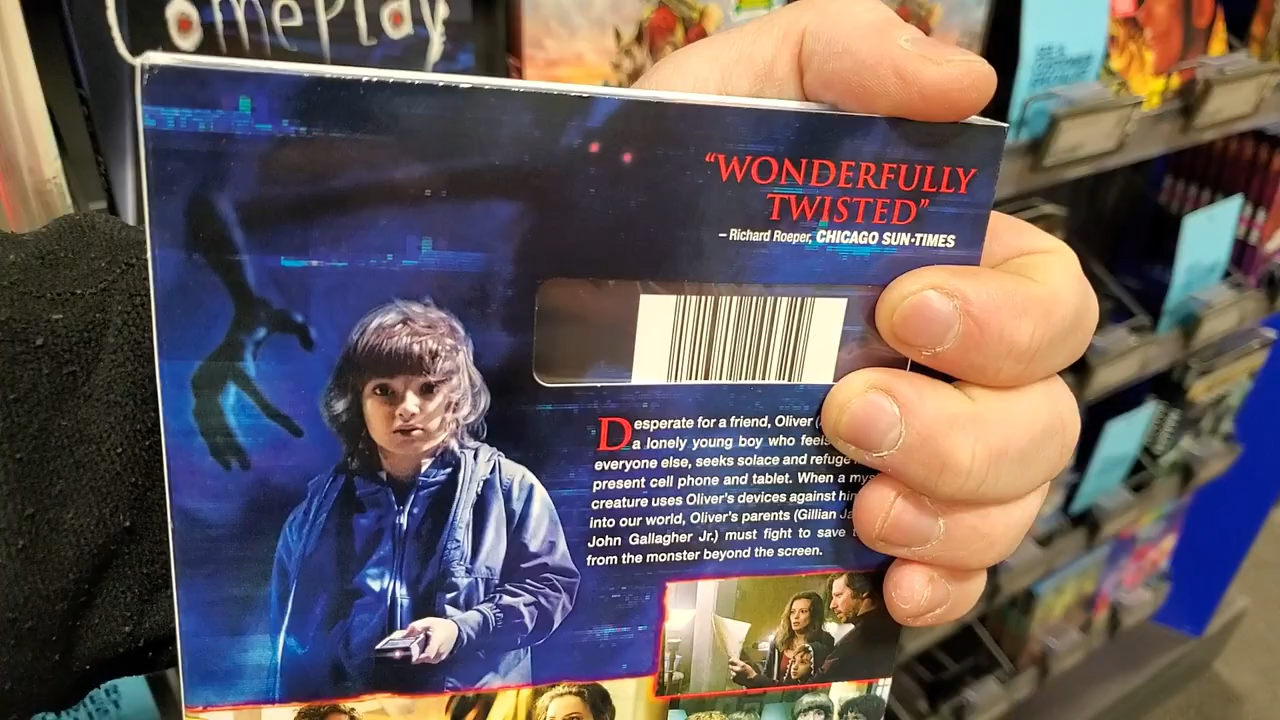 omePlay
"WONDERFULLY
TWISTED"
– Richard Roeper, CHICAGO SUN-TIMES
Desperate for a friend, Oliver (
a lonely young boy who feels
everyone else, seeks solace and refuge
present cell phone and tablet. When a mys
creature uses Oliver's devices against him
into our world, Oliver's parents (Gillian Ja
John Gallagher Jr.) must fight to save
from the monster beyond the screen.